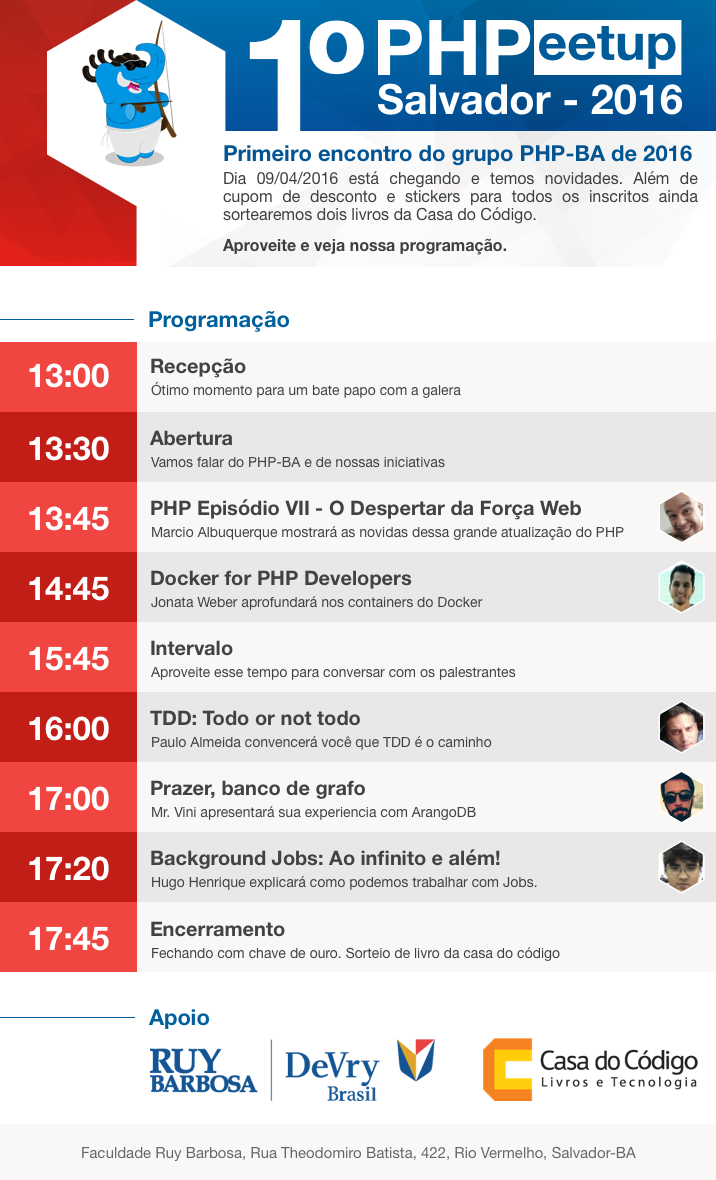 1º PHPeetup
Salvador - 2016
Primeiro encontro do grupo PHP-BA de 2016
Dia 09/04/2016 está chegando e temos novidades. Além de
cupom de desconto e stickers para todos os inscritos ainda
sortearemos dois livros da Casa do Código.
Aproveite e veja nossa programação.
Programação
13:00
Recepção
Ótimo momento para um bate papo com a galera
13:30
Abertura
Vamos falar do PHP-BA e de nossas iniciativas
13:45
PHP Episódio VII - O Despertar da Força Web
Marcio Albuquerque mostrará as novidas dessa grande atualização do PHP
14:45
Docker for PHP Developers
Jonata Weber aprofundará nos containers do Docker
15:45
Intervalo
Aproveite esse tempo para conversar com os palestrantes
16:00
TDD: Todo or not todo
Paulo Almeida convencerá você que TDD é o caminho
17:00
Prazer, banco de grafo
Mr. Vini apresentará sua experiencia com ArangoDB
17:20
Background Jobs: Ao infinito e além!
Hugo Henrique explicará como podemos trabalhar com Jobs.
17:45
Encerramento
Fechando com chave de ouro. Sorteio de livro da casa do código
Apoio
RUY
BARBOSA
DeVry
Brasil
Casa do Código
Livros e Tecnologia
Faculdade Ruy Barbosa, Rua Theodomiro Batista, 422, Rio Vermelho, Salvador-BA